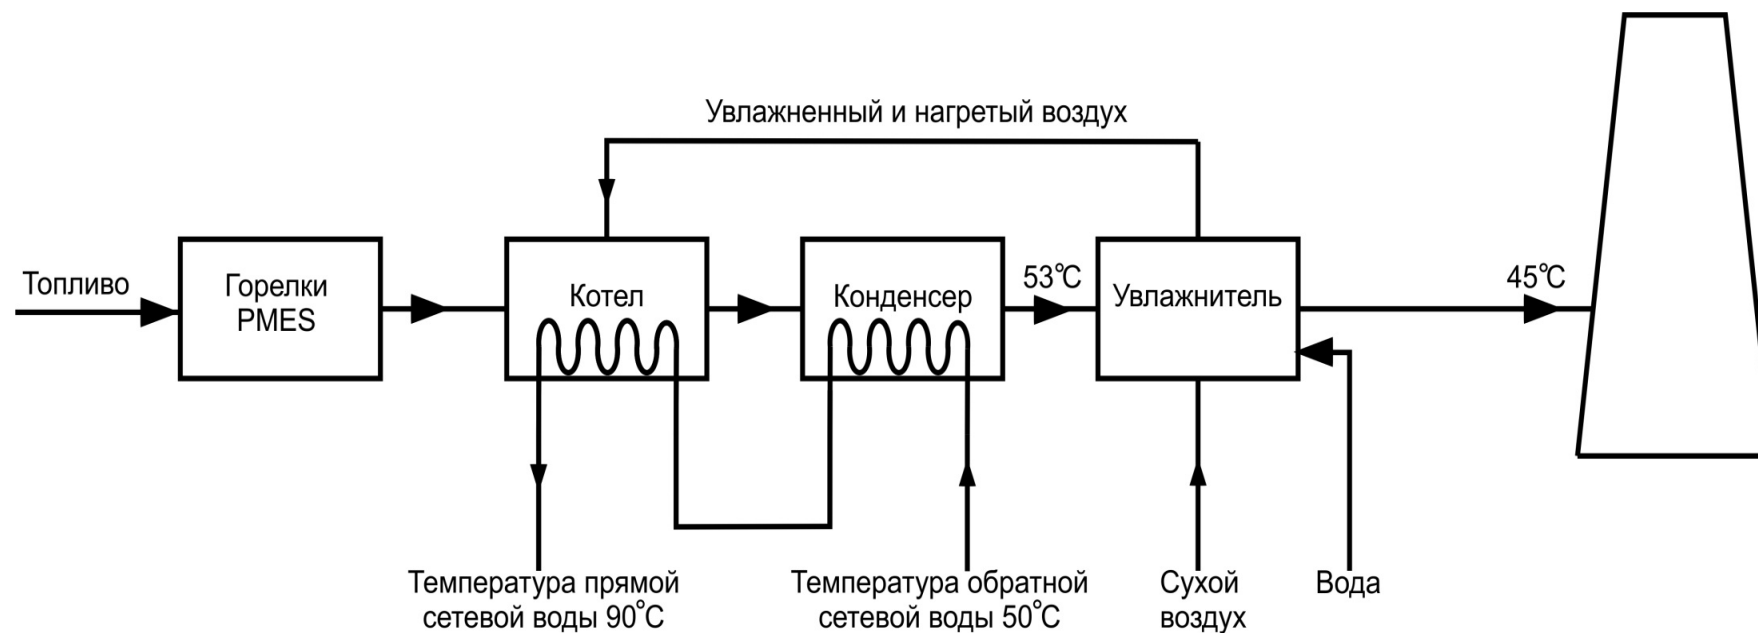 Увлажненный и нагретый воздух
Топливо
Горелки
PMES
Котел
Конденсер
53°C
Увлажнитель
45°C
Температура прямой
сетевой воды 90°C
Температура обратной
сетевой воды 50°C
Сухой
воздух
Вода